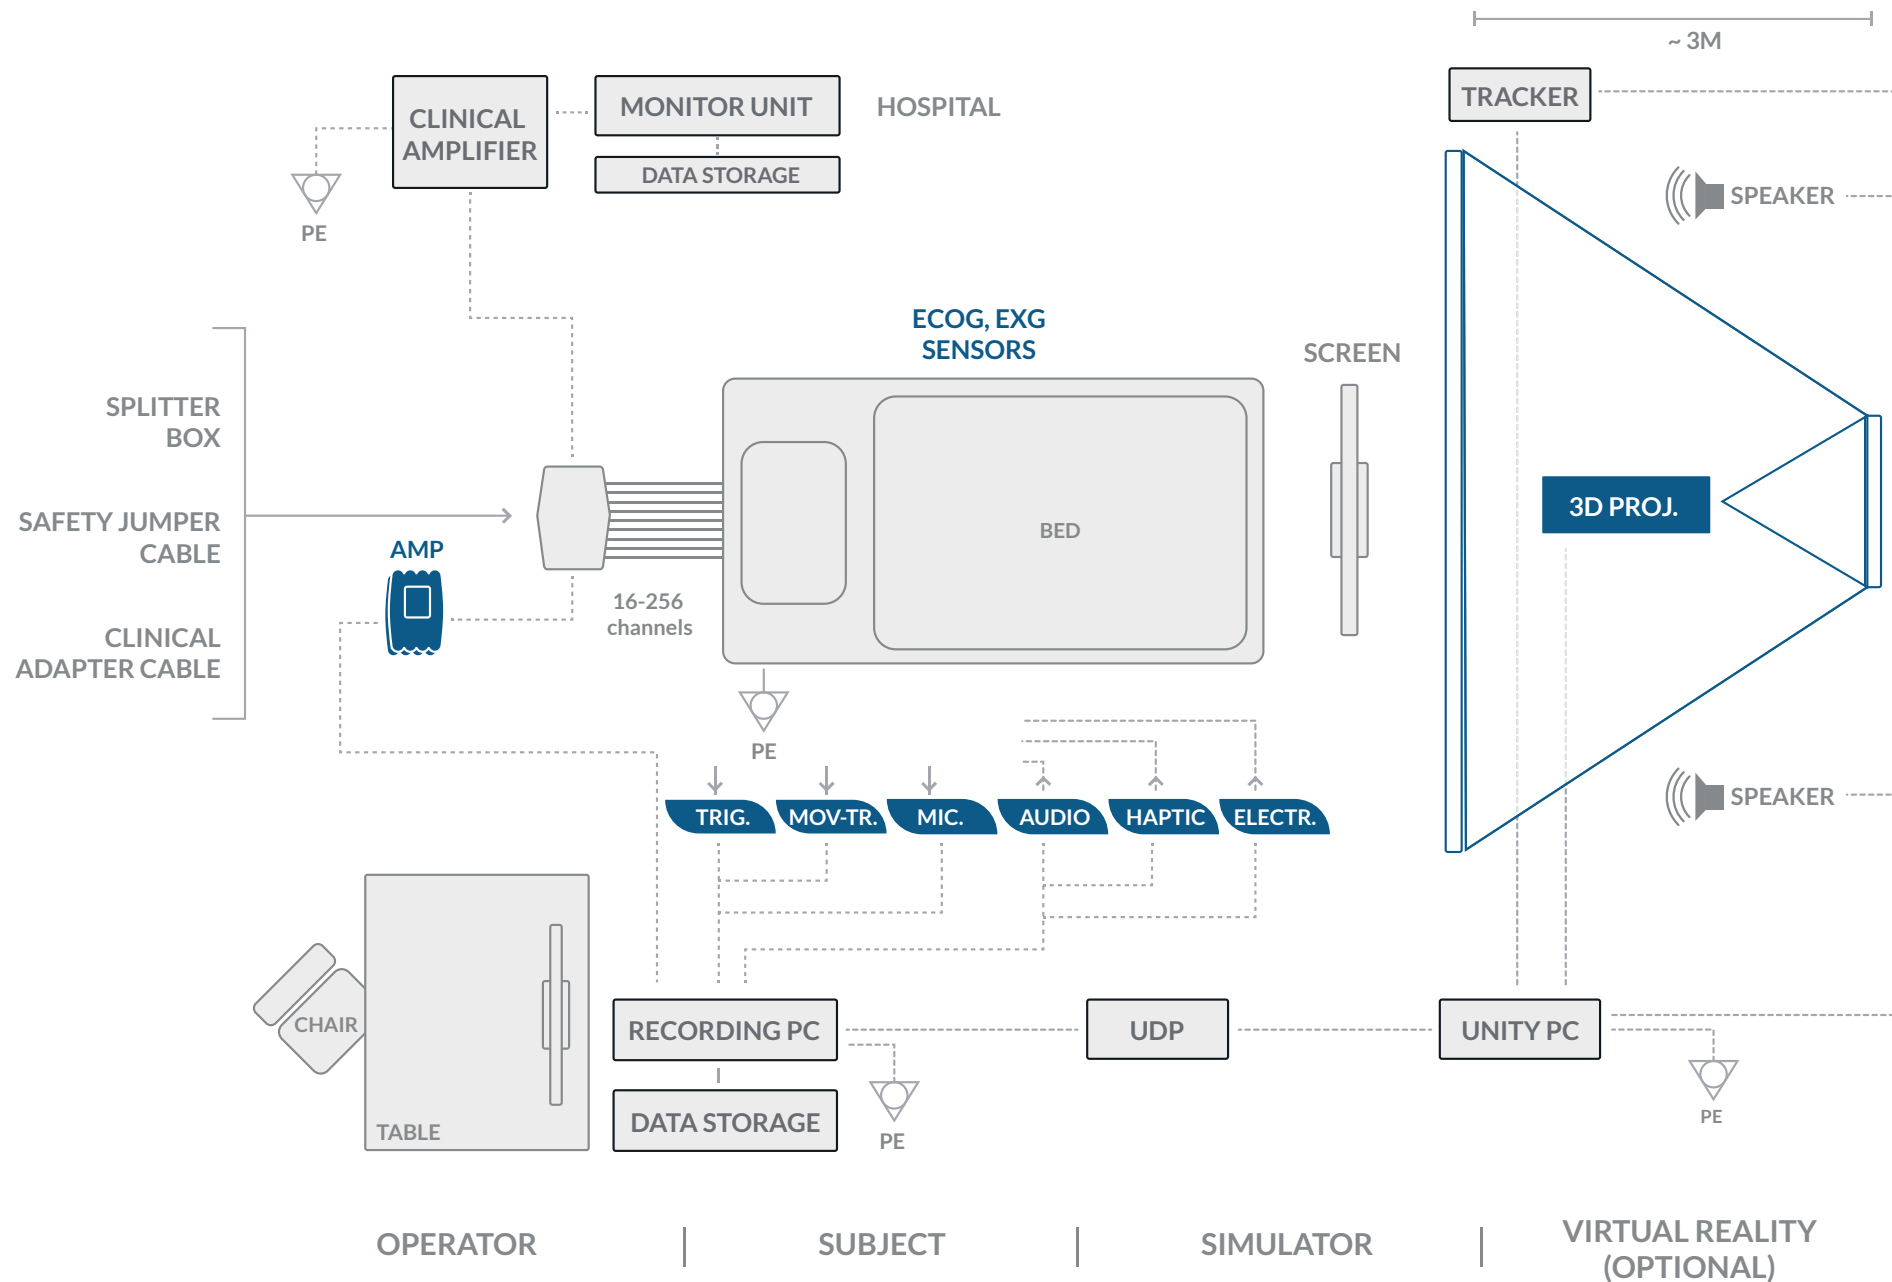 ~ 3M
CLINICAL
AMPLIFIER
MONITOR UNIT
HOSPITAL
DATA STORAGE
TRACKER
SPEAKER
PE
ECOG, EXG
SENSORS
SCREEN
SPLITTER
BOX
SAFETY JUMPER
CABLE
CLINICAL
ADAPTER CABLE
AMP
16-256
channels
BED
3D PROJ.
PE
TRIG.
MOV-TR.
MIC.
AUDIO
HAPTIC
ELECTR.
SPEAKER
CHAIR
TABLE
RECORDING PC
UDP
UNITY PC
DATA STORAGE
PE
PE
OPERATOR
SUBJECT
SIMULATOR
VIRTUAL REALITY
(OPTIONAL)